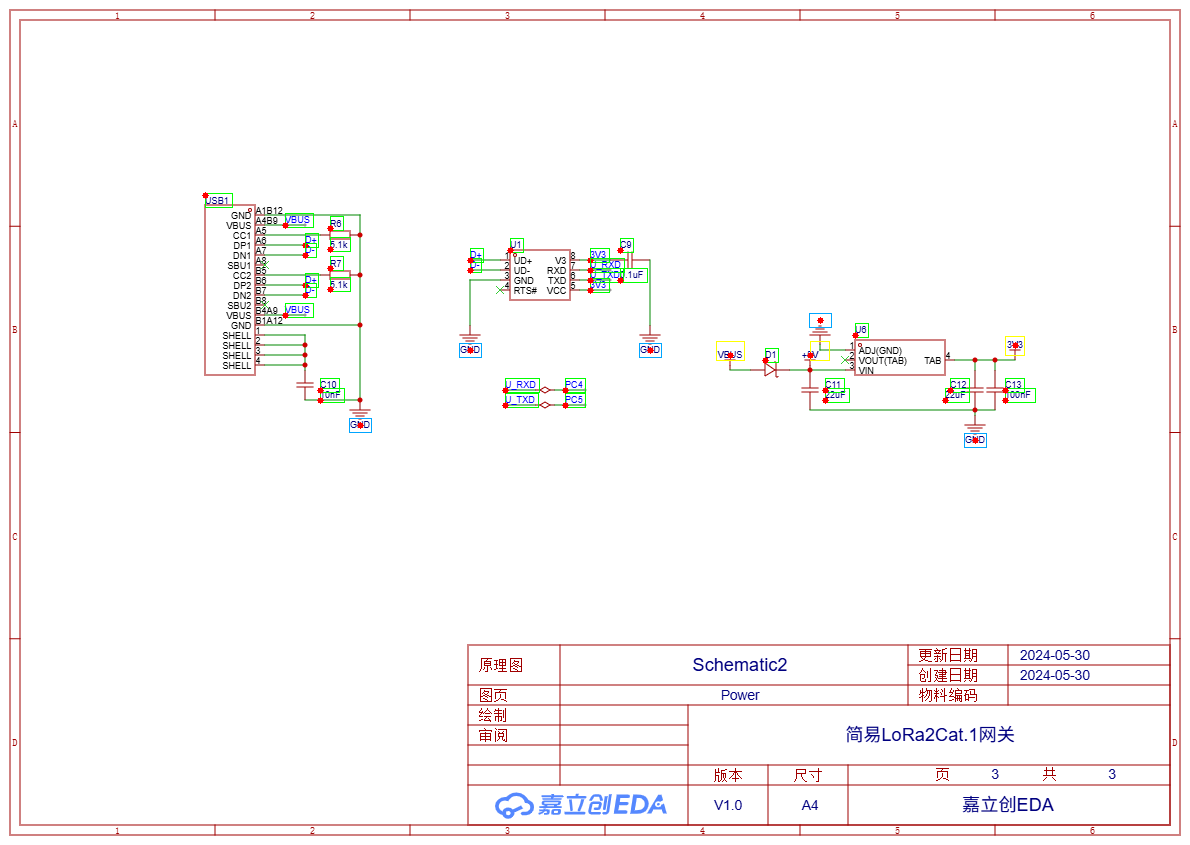 1 2 3 4 5 6
A A
B B
C C
D D
USB1
GND A1B12
VBUS A4B9 VBUS
CC1 A5
DP1 A6 D+
DN1 A7 D-
SBU1 A8
CC2 B5
DP2 B6 D+
DN2 B7 D-
SBU2 B8
VBUS B4A9 VBUS
GND B1A12
SHELL 1
SHELL 2
SHELL 3
SHELL 4
R6
5.1k
R7
5.1k
C10
GND
U1
D+ 1 UD+ V3 8 3V3
D- 2 UD- RXD 7 U_RXD
3 GND TXD 6 U_TXD
4 RTS# VCC 5 3V3
C9
0.1uF
GND GND
U_RXD PC4
U_TXD PC5
VBUS
D1
U6
1 ADJ(GND)
2 VOUT(TAB) TAB 4
3 VIN
3V3
C11
22uF
C12
22uF
C13
100nF
GND
原理图 Schematic2
更新日期 2024-05-30
创建日期 2024-05-30
图页 Power 物料编码
绘制
审阅
简易LoRa2Cat.1网关
版本 尺寸 页 3 共 3
嘉立创EDA V1.0 A4 嘉立创EDA
1 2 3 4 5 6